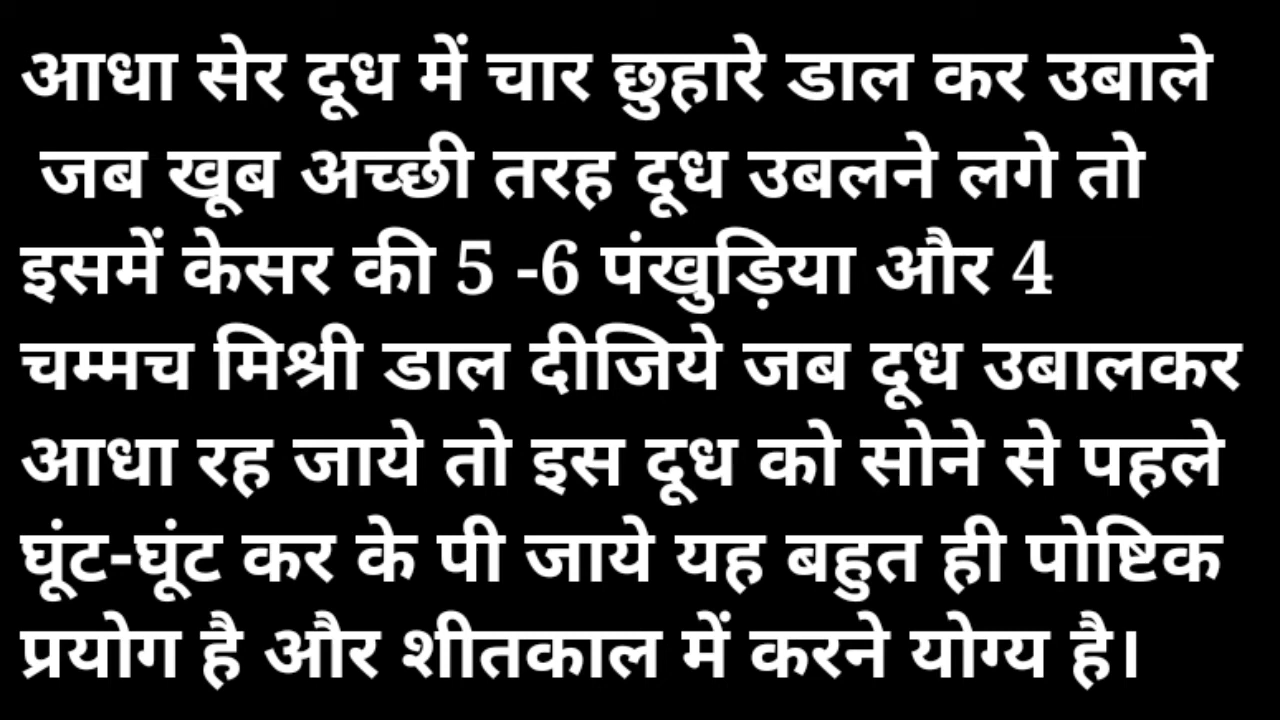 आधा सेर दूध में चार छुहारे डाल कर उबाले
जब खूब अच्छी तरह दूध उबलने लगे तो
इसमें केसर की 5 -6 पंखुड़िया और 4
चम्मच मिश्री डाल दीजिये जब दूध उबालकर
आधा रह जाये तो इस दूध को सोने से पहले
घूंट-घूंट कर के पी जाये यह बहुत ही पोष्टिक
प्रयोग है और शीतकाल में करने योग्य है।